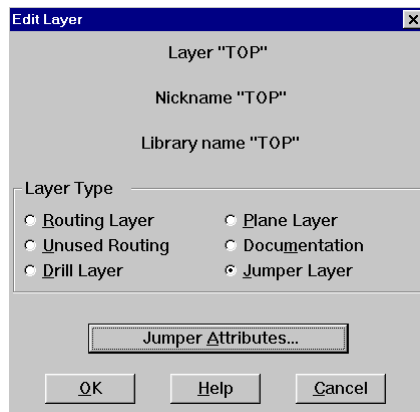 Edit Layer
Layer "TOP"
Nickname "TOP"
Library name "TOP"
Layer Type
Routing Layer
Plane Layer
Unused Routing
Documentation
Drill Layer
Jumper Layer
Jumper Attributes...
OK
Help
Cancel